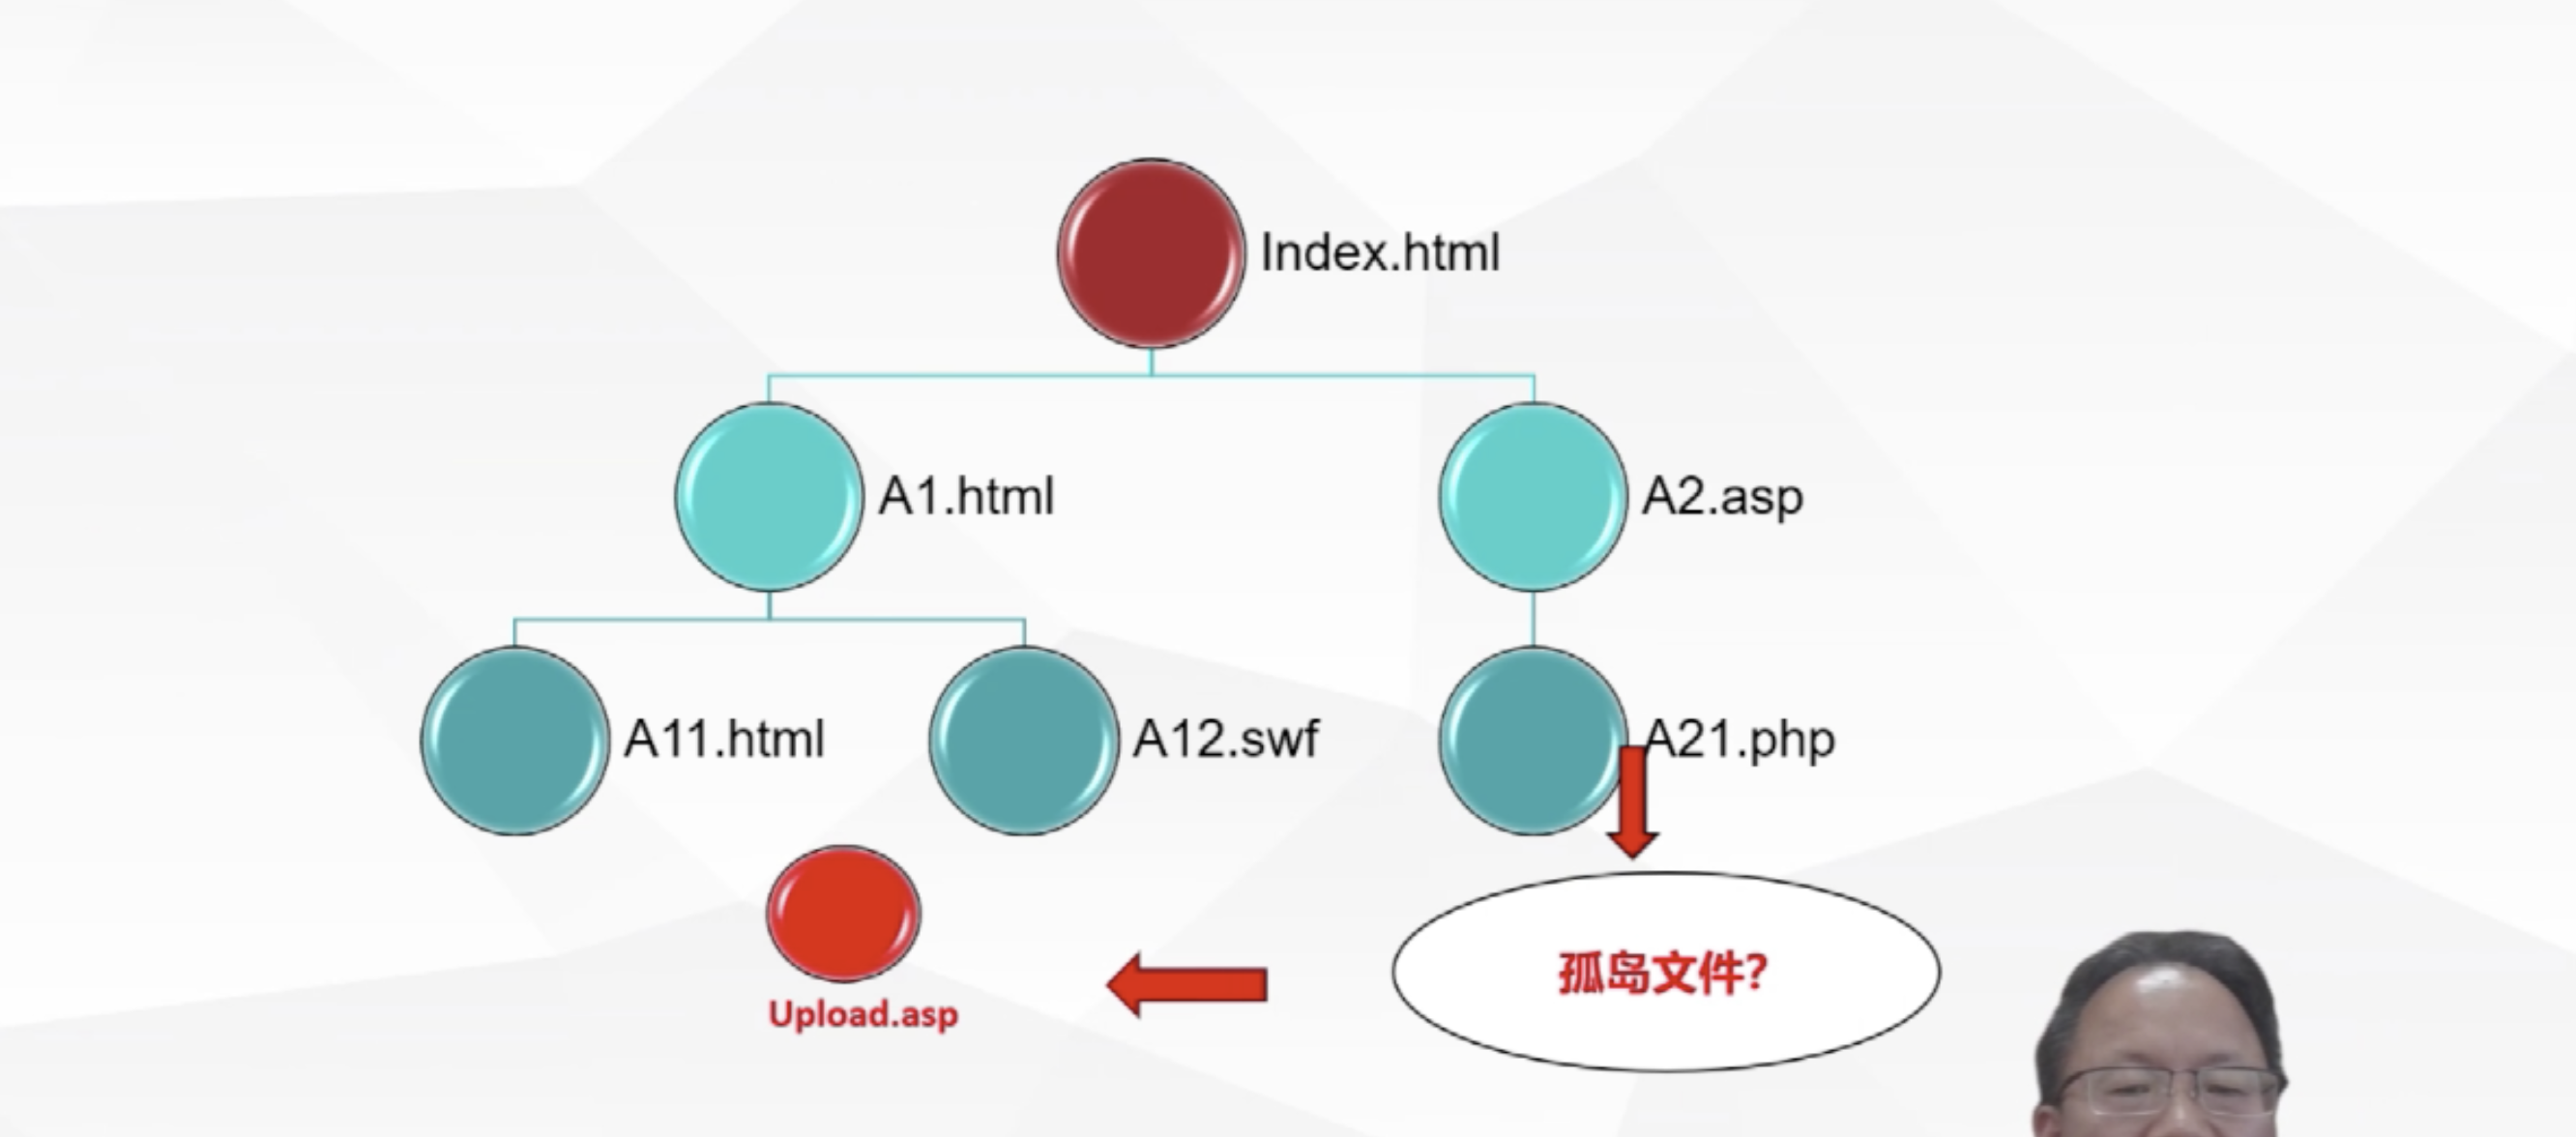 Index.html
A1.html
A2.asp
A11.html
A12.swf
A21.php
孤岛文件?
Upload.asp